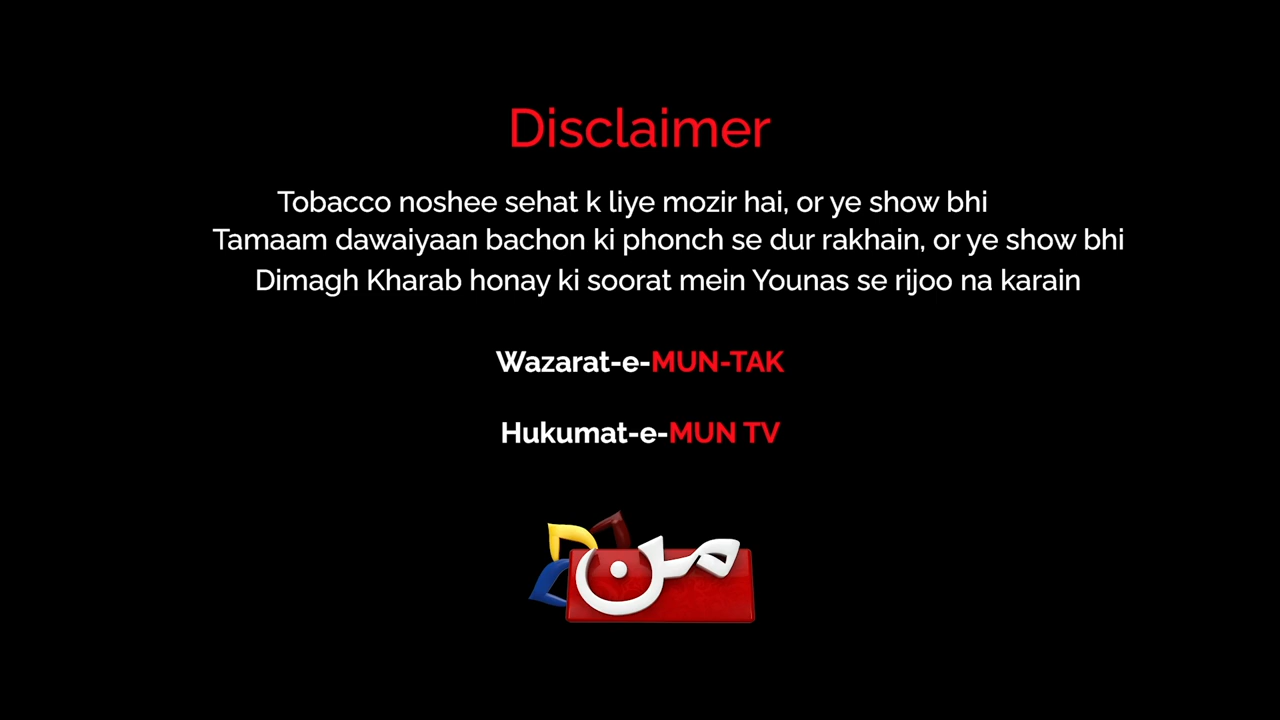 Disclaimer
Tobacco noshee sehat k liye mozir hai, or ye show bhi
Tamaam dawaiyaan bachon ki phonch se dur rakhain, or ye show bhi
Dimagh Kharab honay ki soorat mein Younas se rijoo na karain
Wazarat-e-MUN-TAK
Hukumat-e-MUN TV
من